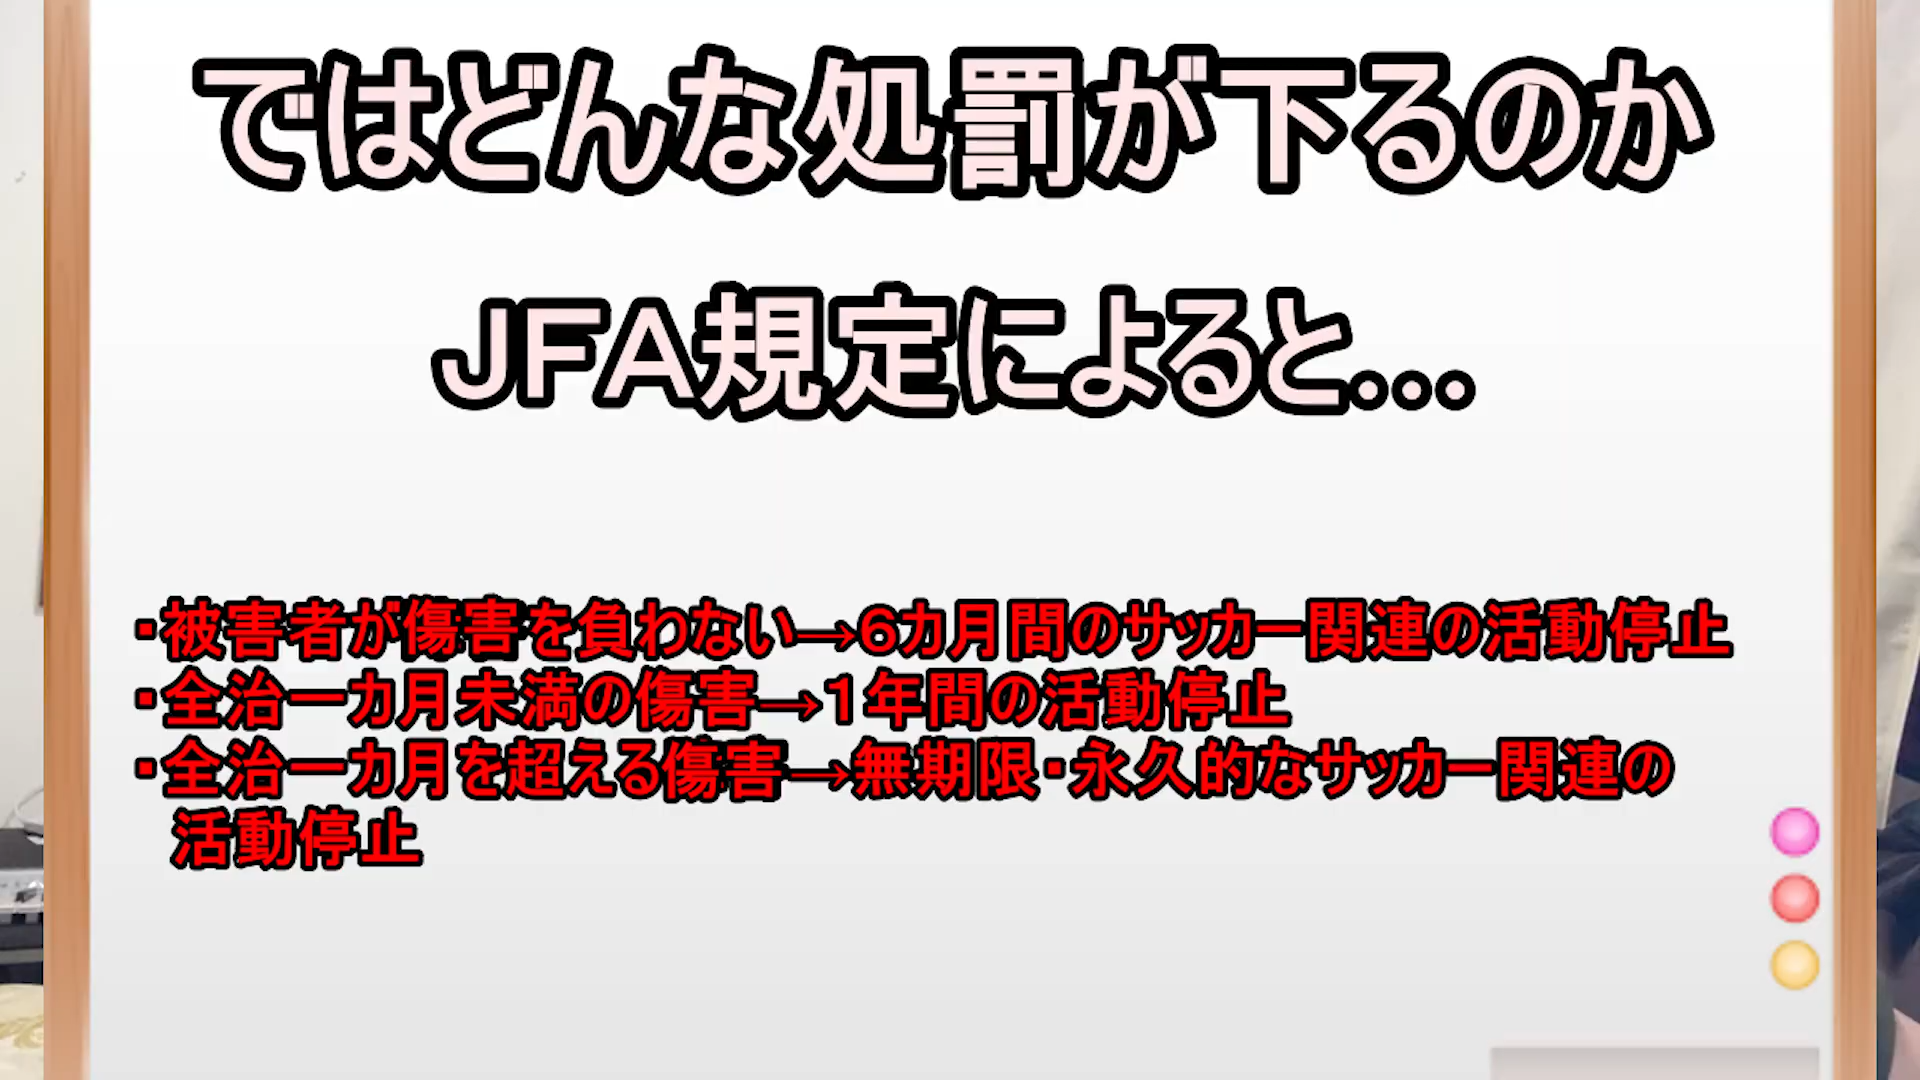 ではどんな処罰が下るのか
JFA規定によると...
・被害者が傷害を負わない→６カ月間のサッカー関連の活動停止
・全治一カ月未満の傷害→１年間の活動停止
・全治一カ月を超える傷害→無期限・永久的なサッカー関連の
活動停止